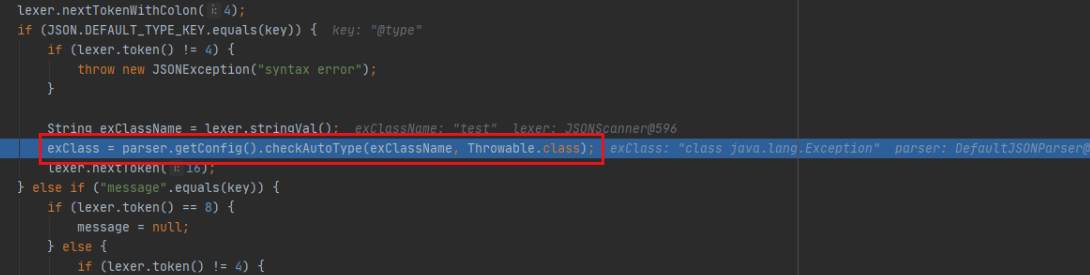 lexer.nextTokenWithColon( i: 4);
if (JSON.DEFAULT_TYPE_KEY.equals(key)) {  key: "@type"
if (lexer.token() != 4) {
throw new JSONException("syntax error");
}
String exClassName = lexer.stringVal();  exClassName: "test"  lexer: JSONScanner@596
exClass = parser.getConfig().checkAutoType(exClassName, Throwable.class);  exClass: "class java.lang.Exception"  parser: DefaultJSONParser@
lexer.nextToken( i: 16);
} else if ("message".equals(key)) {
if (lexer.token() == 8) {
message = null;
} else {
if (lexer.token() != 4) {